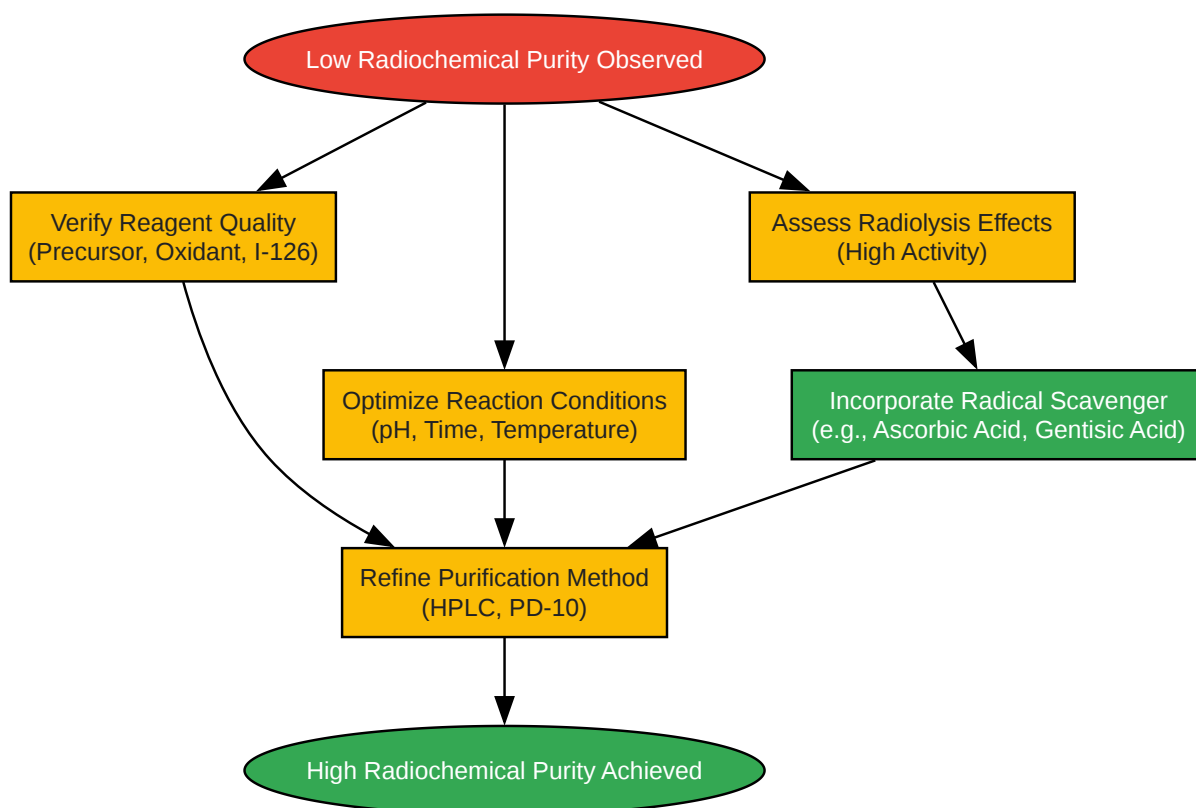 Low Radiochemical Purity Observed
Verify Reagent Quality
(Precursor, Oxidant, I-126)
Assess Radiolysis Effects
(High Activity)
Optimize Reaction Conditions
(pH, Time, Temperature)
Incorporate Radical Scavenger
(e.g., Ascorbic Acid, Gentisic Acid)
Refine Purification Method
(HPLC, PD-10)
High Radiochemical Purity Achieved